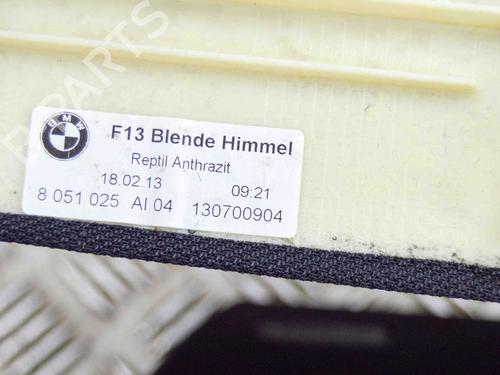 BMW
F13 Blende Himmel
Reptil Anthrazit
18.02.13 09:21
8 051 025 AI 04 130700904